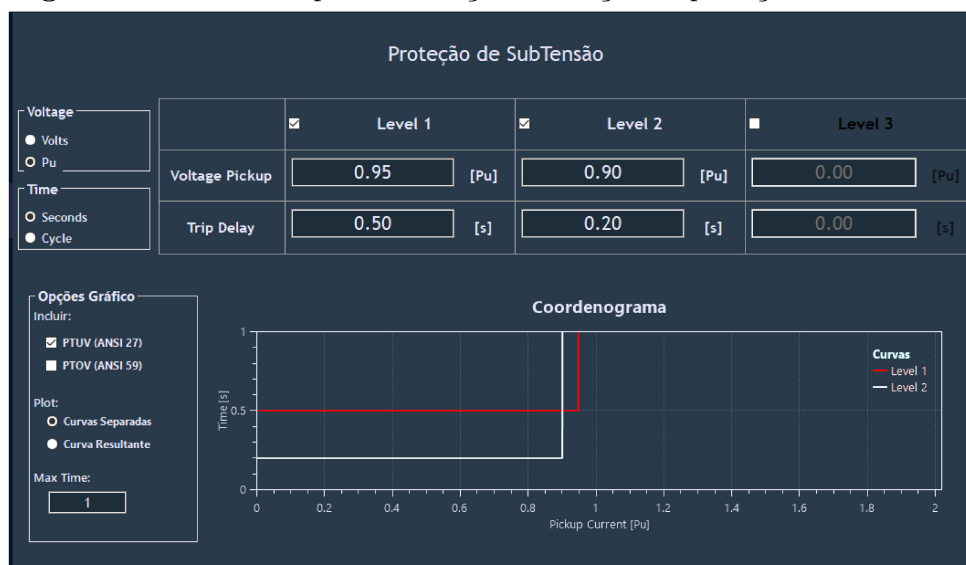 Proteção de SubTensão
Voltage
Volts
Pu
Time
Seconds
Cycle
Level 1 Level 2 Level 3
Voltage Pickup 0.95 [Pu] 0.90 [Pu] 0.00 [Pu]
Trip Delay 0.50 [s] 0.20 [s] 0.00 [s]
Opções Gráfico
Incluir:
PTUV (ANSI 27)
PTOV (ANSI 59)
Plot:
Curvas Separadas
Curva Resultante
Max Time:
1
Coordenograma
Curvas
Level 1
Level 2
Time [s]
1
0.5
0
0 0.2 0.4 0.6 0.8 1 1.2 1.4 1.6 1.8 2
Pickup Current [Pu]